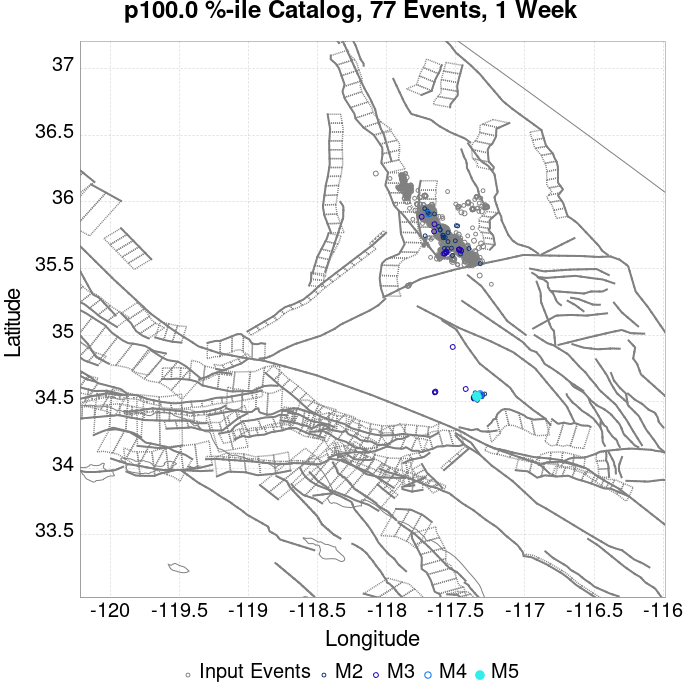 p100.0 %-ile Catalog, 77 Events, 1 Week
37
36.5
36
35.5
35
34.5
34
33.5
Latitude
-120 -119.5 -119 -118.5 -118 -117.5 -117 -116.5 -116
Longitude
Input Events M2 M3 M4 M5